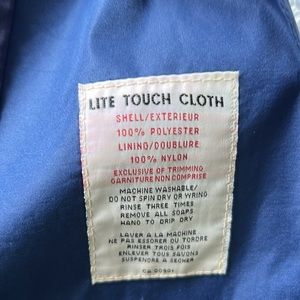 LITE TOUCH CLOTH
SHELL/EXTERIEUR
100% POLYESTER
LINING/DOUBLURE
100% NYLON
EXCLUSIVE OF TRIMMING
GARNITURE NON COMPRISE
MACHINE WASHABLE/
DO NOT SPIN DRY OR WRING
RINSE THREE TIMES
REMOVE ALL SOAPS
HANG TO DRIP DRY
LAVER A LA MACHINE
NE PAS ESSORER OU TORDRE
RINSER TROIS FOIS
ENLEVER TOUS SAVONS
SUSPENDRE A SECHER
CA